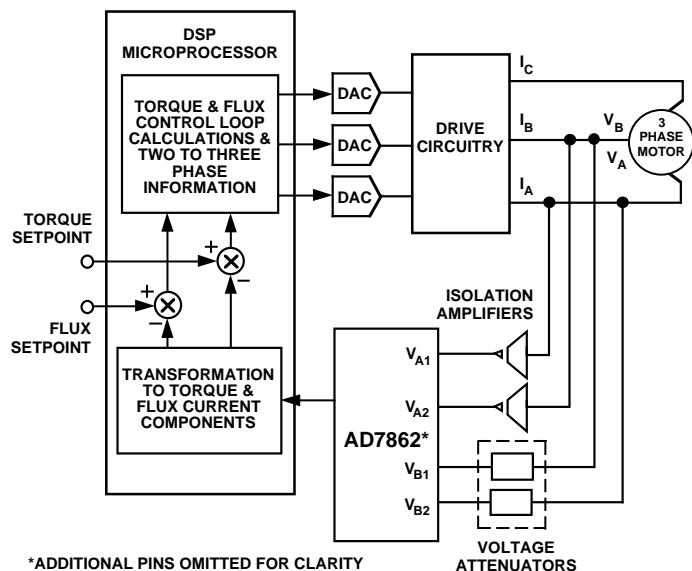 DSP
MICROPROCESSOR
TORQUE & FLUX
CONTROL LOOP
CALCULATIONS &
TWO TO THREE
PHASE
INFORMATION
DAC
DAC
DAC
DRIVE
CIRCUITRY
I_C
I_B
I_A
V_B
V_A
3
PHASE
MOTOR
TORQUE
SETPOINT
FLUX
SETPOINT
+
–
+
–
TRANSFORMATION
TO TORQUE &
FLUX CURRENT
COMPONENTS
ISOLATION
AMPLIFIERS
V_A1
V_A2
AD7862*
V_B1
V_B2
VOLTAGE
ATTENUATORS
*ADDITIONAL PINS OMITTED FOR CLARITY